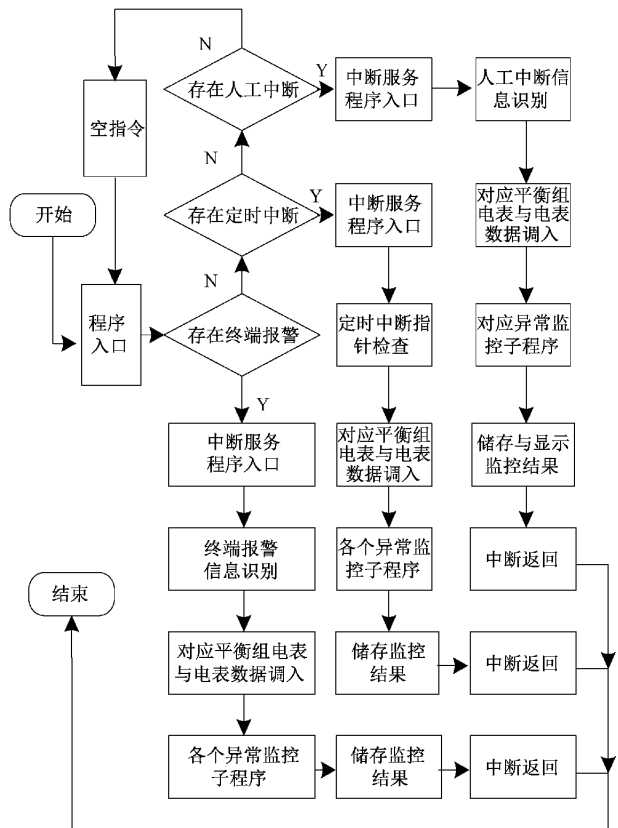 N
存在人工中断
Y
中断服务
程序入口
人工中断信
息识别
空指令
N
开始
存在定时中断
Y
中断服务
程序入口
对应平衡组
电表与电表
数据调入
N
程序
入口
存在终端报警
定时中断指
针检查
对应异常监
控子程序
Y
中断服务
程序入口
对应平衡组
电表与电表
数据调入
储存与显示
监控结果
终端报警
信息识别
各个异常监
控子程序
中断返回
结束
对应平衡组电表
与电表数据调入
储存监控
结果
中断返回
各个异常监控
子程序
储存监控
结果
中断返回